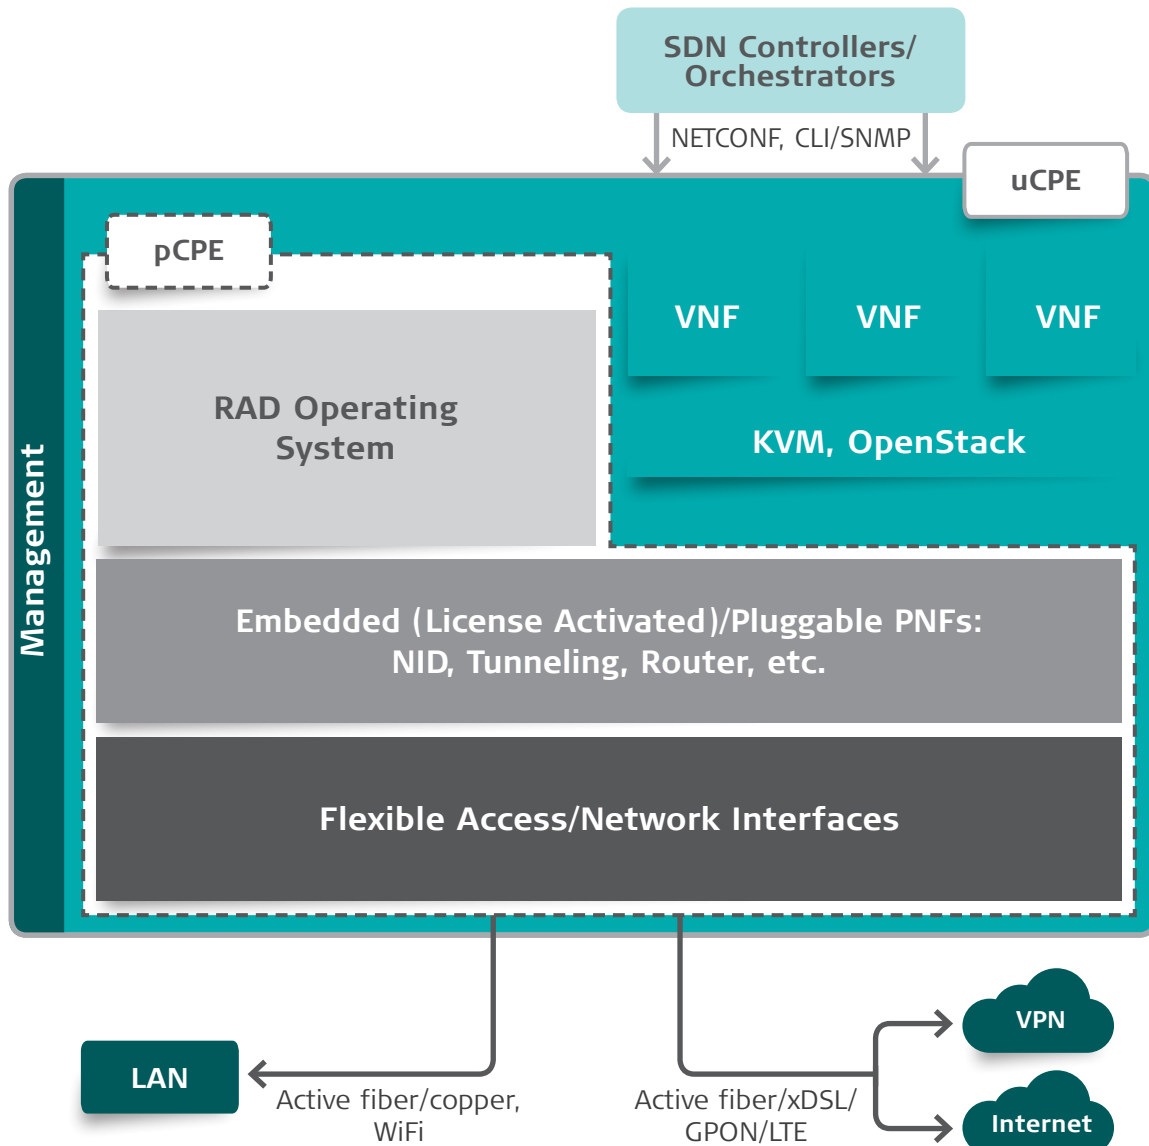 SDN Controllers/
Orchestrators
NETCONF, CLI/SNMP
uCPE
pCPE
VNF
VNF
VNF
RAD Operating
System
KVM, OpenStack
Management
Embedded (License Activated)/Pluggable PNFs:
NID, Tunneling, Router, etc.
Flexible Access/Network Interfaces
VPN
LAN
Active fiber/copper,
WiFi
Active fiber/xDSL/
GPON/LTE
Internet